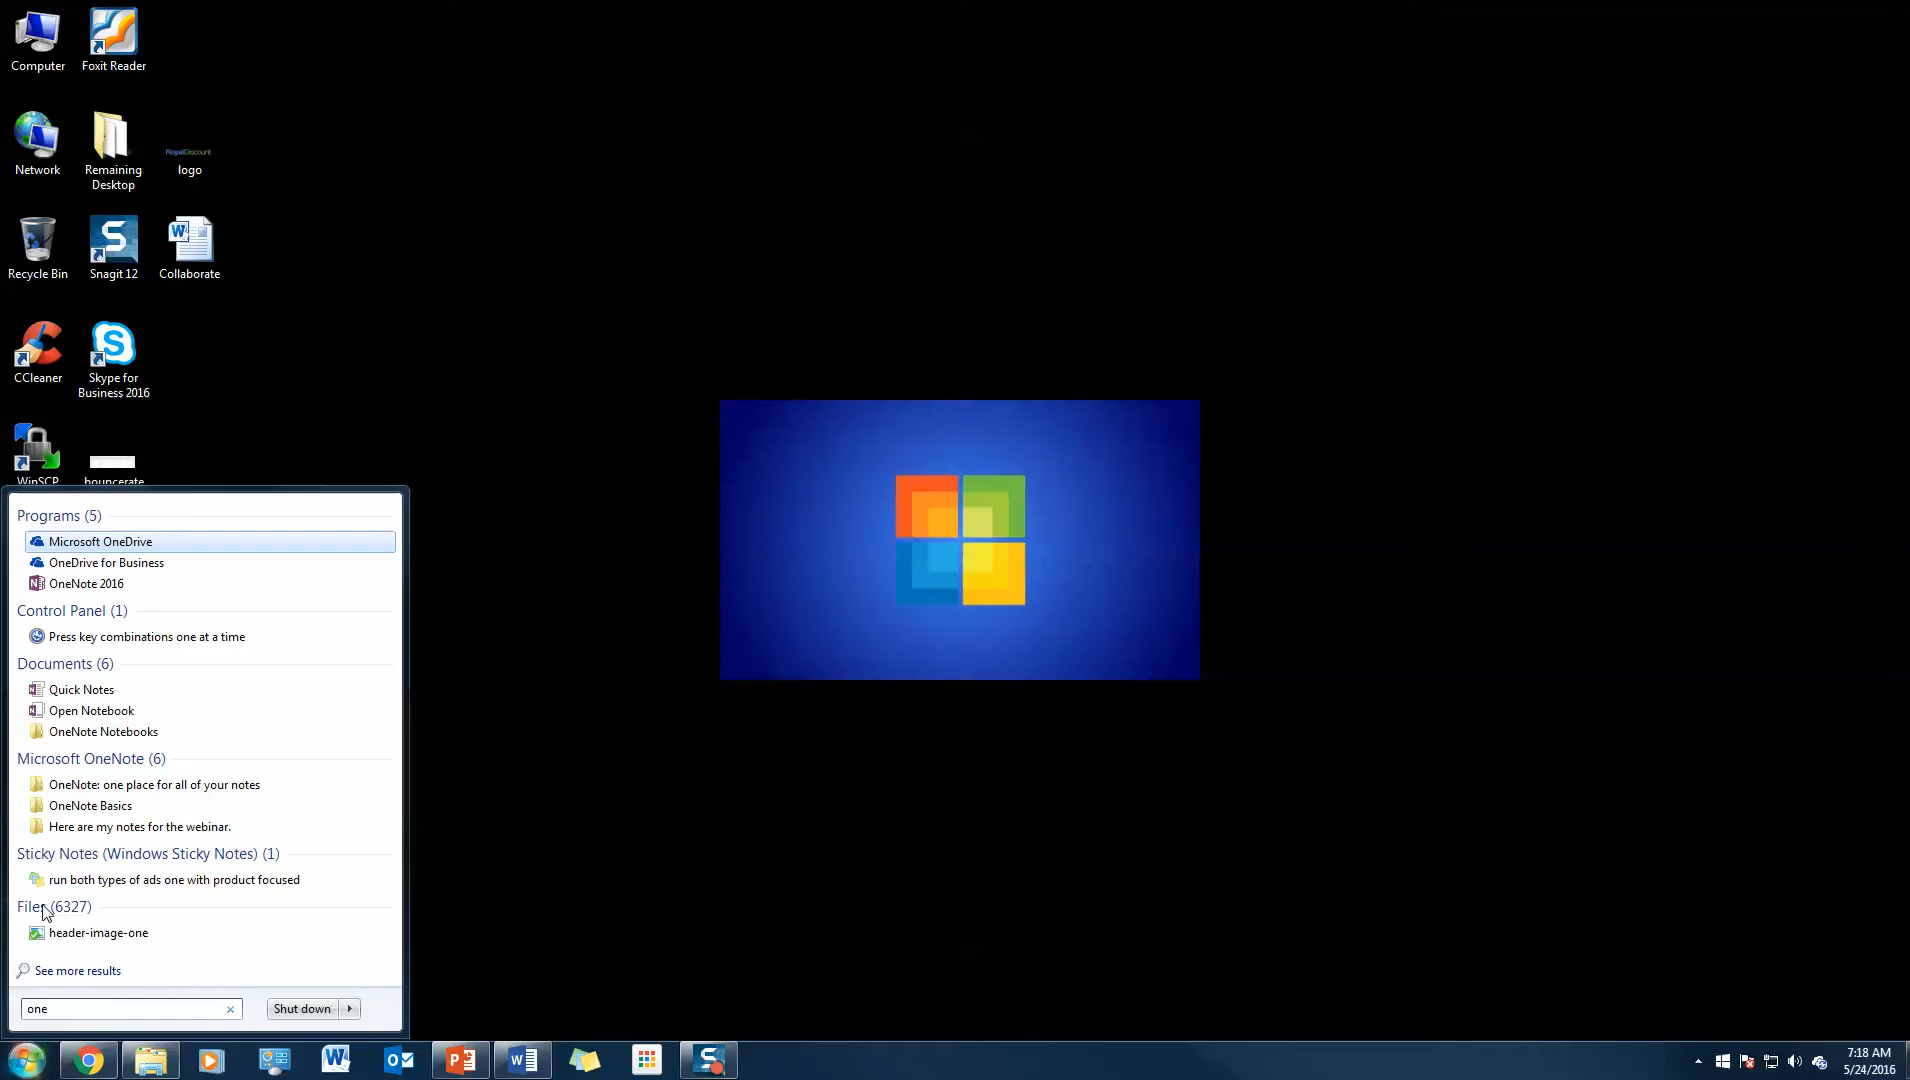 Computer
Foxit Reader
Network
Remaining
Desktop
RoyalDiscount
logo
Recycle Bin
Snagit 12
Collaborate
CCleaner
Skype for
Business 2016
WinSCP
bouncerate
Programs (5)
Microsoft OneDrive
OneDrive for Business
OneNote 2016
Control Panel (1)
Press key combinations one at a time
Documents (6)
Quick Notes
Open Notebook
OneNote Notebooks
Microsoft OneNote (6)
OneNote: one place for all of your notes
OneNote Basics
Here are my notes for the webinar.
Sticky Notes (Windows Sticky Notes) (1)
run both types of ads one with product focused
Files (6327)
header-image-one
See more results
one
Shut down
7:18 AM
5/24/2016